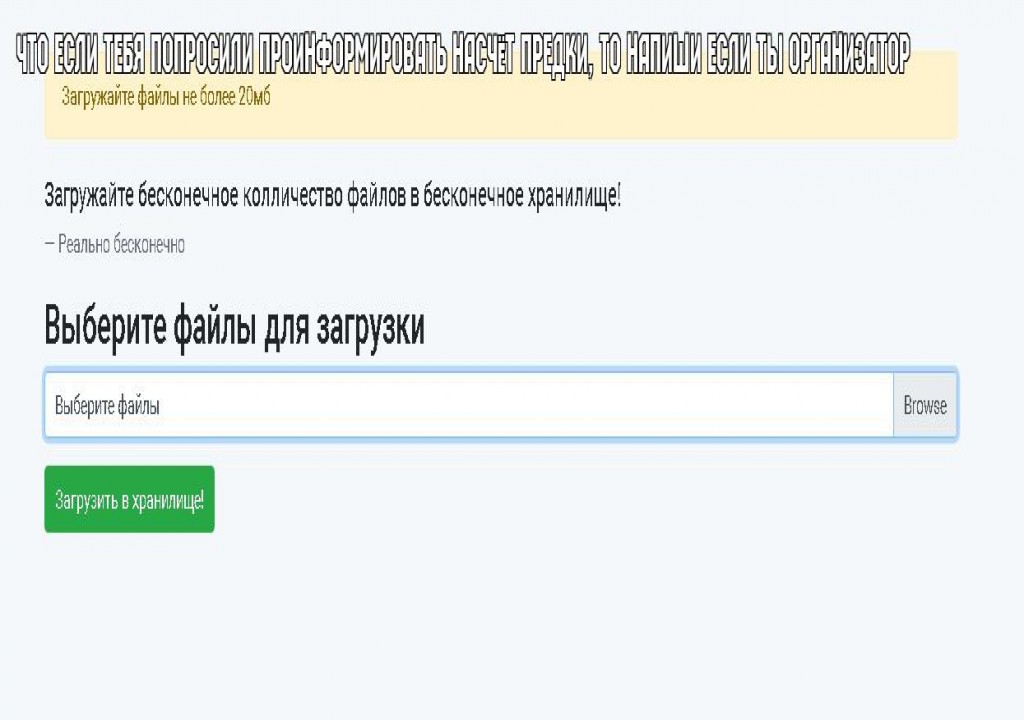 ЧТО ЕСЛИ ТЕБЯ ПОПРОСИЛИ ПРОИНФОРМИРОВАТЬ НАСЧЁТ ПРЕДКИ, ТО НАПИШИ ЕСЛИ ТЫ ОРГАНИЗАТОР
Загружайте файлы не более 20мб
Загружайте бесконечное колличество файлов в бесконечное хранилище!
— Реально бесконечно
Выберите файлы для загрузки
Выберите файлы Browse
Загрузить в хранилище!